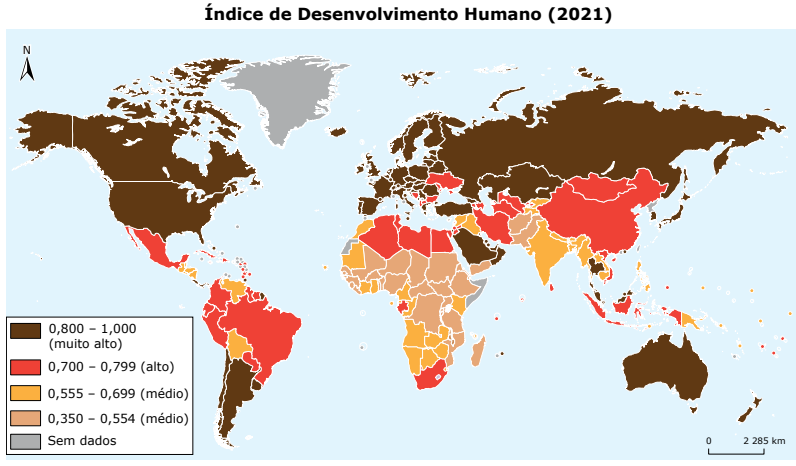 Índice de Desenvolvimento Humano (2021)
N
0,800 – 1,000
(muito alto)
0,700 – 0,799 (alto)
0,555 – 0,699 (médio)
0,350 – 0,554 (médio)
Sem dados
0 2 285 km